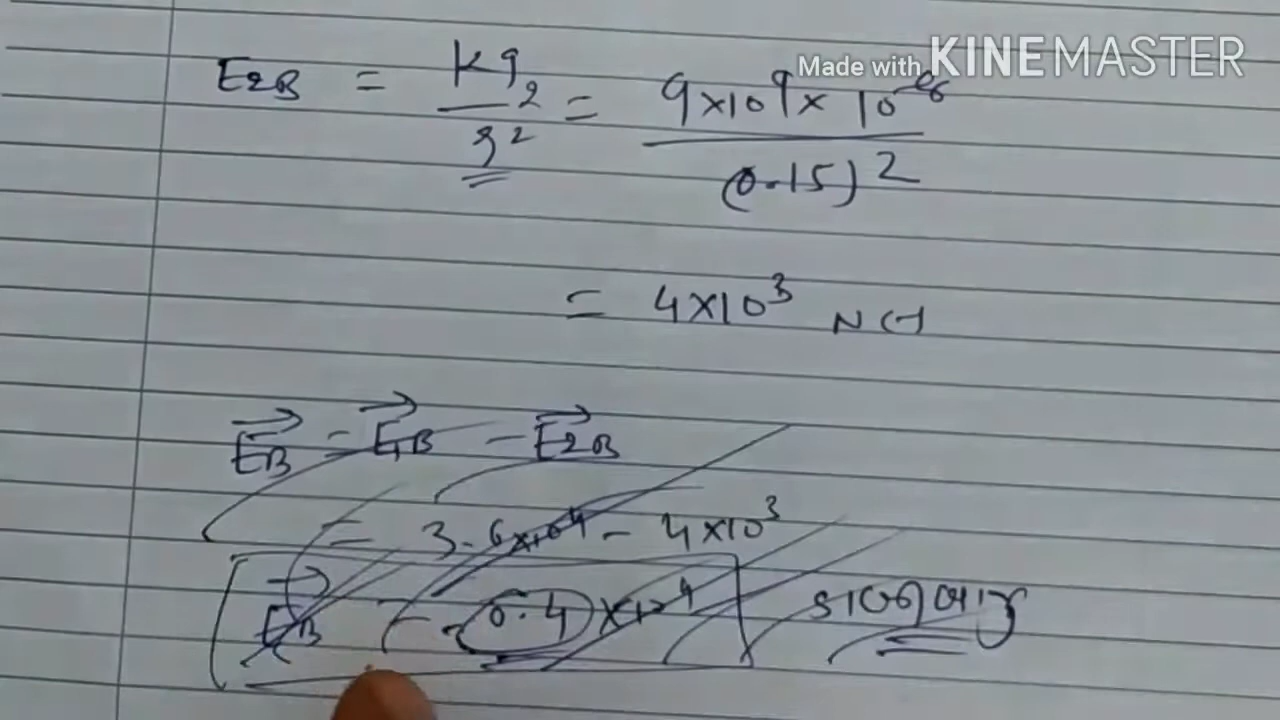 Made with KINEMASTER
E2B = kq2 / r² = 9×10⁹× 10⁻⁸ / (0.15)²
= 4×10³ NC⁻¹
E⃗B = E⃗1B - E⃗2B
= 3.6×10⁴ - 4×10³
E⃗B = 0.4 ×10⁴ ડાબીબાજુ